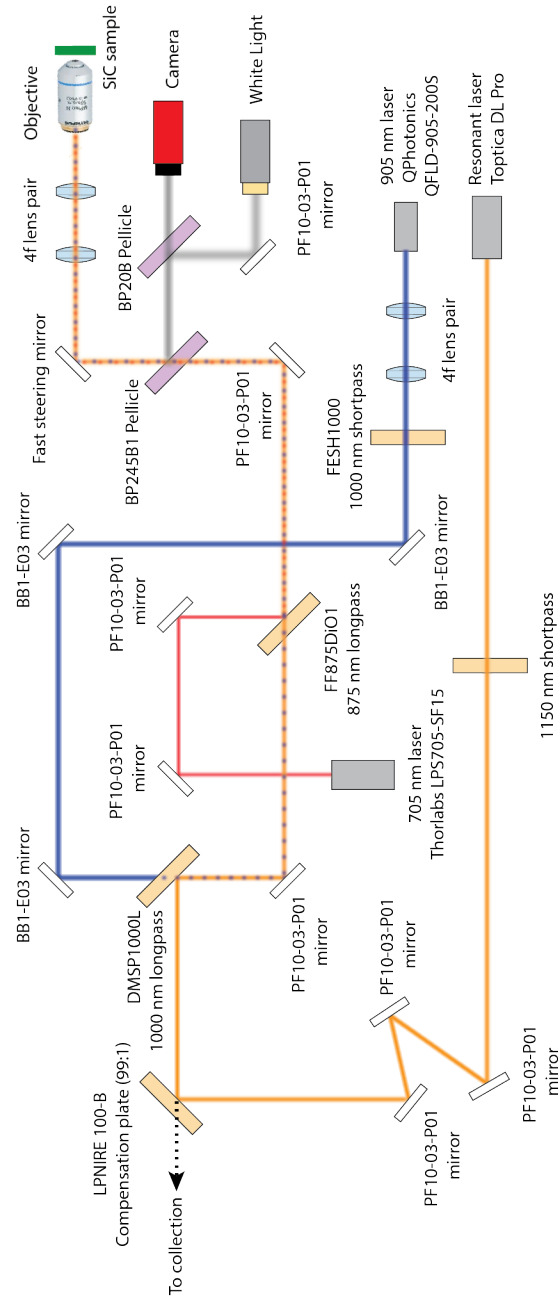 Objective
SiC sample
4f lens pair
Camera
White Light
BP20B Pellicle
PF10-03-P01
mirror
Fast steering mirror
BP245B1 Pellicle
PF10-03-P01
mirror
905 nm laser
QPhotonics
QFLD-905-200S
Resonant laser
Toptica DL Pro
4f lens pair
FESH1000
1000 nm shortpass
BB1-E03 mirror
BB1-E03 mirror
PF10-03-P01
mirror
FF875DiO1
875 nm longpass
1150 nm shortpass
PF10-03-P01
mirror
705 nm laser
Thorlabs LPS705-SF15
BB1-E03 mirror
DMSP1000L
1000 nm longpass
PF10-03-P01
mirror
PF10-03-P01
mirror
LPNIRE 100-B
Compensation plate (99:1)
PF10-03-P01
mirror
PF10-03-P01
mirror
To collection